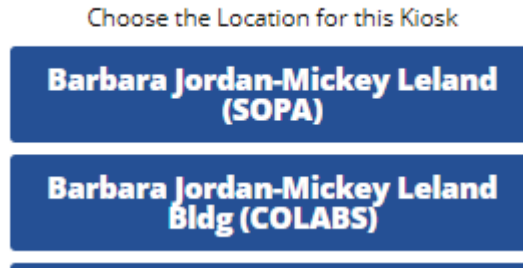 Choose the Location for this Kiosk
Barbara Jordan-Mickey Leland
(SOPA)
Barbara Jordan-Mickey Leland
Bldg (COLABS)